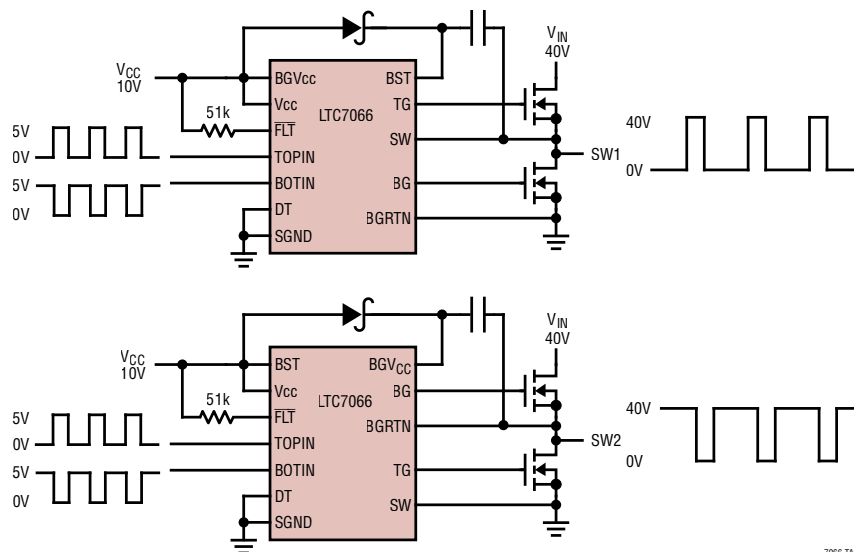 VIN
40V
VCC
10V
BGVcc
BST
51k
Vcc
TG
LTC7066
FLT
SW
5V
40V
0V
TOPIN
SW1
5V
BOTIN
BG
0V
0V
DT
BGRTN
SGND
VIN
40V
VCC
10V
BST
BGVCC
51k
Vcc
BG
LTC7066
FLT
BGRTN
5V
40V
0V
TOPIN
SW2
5V
BOTIN
TG
0V
0V
DT
SW
SGND